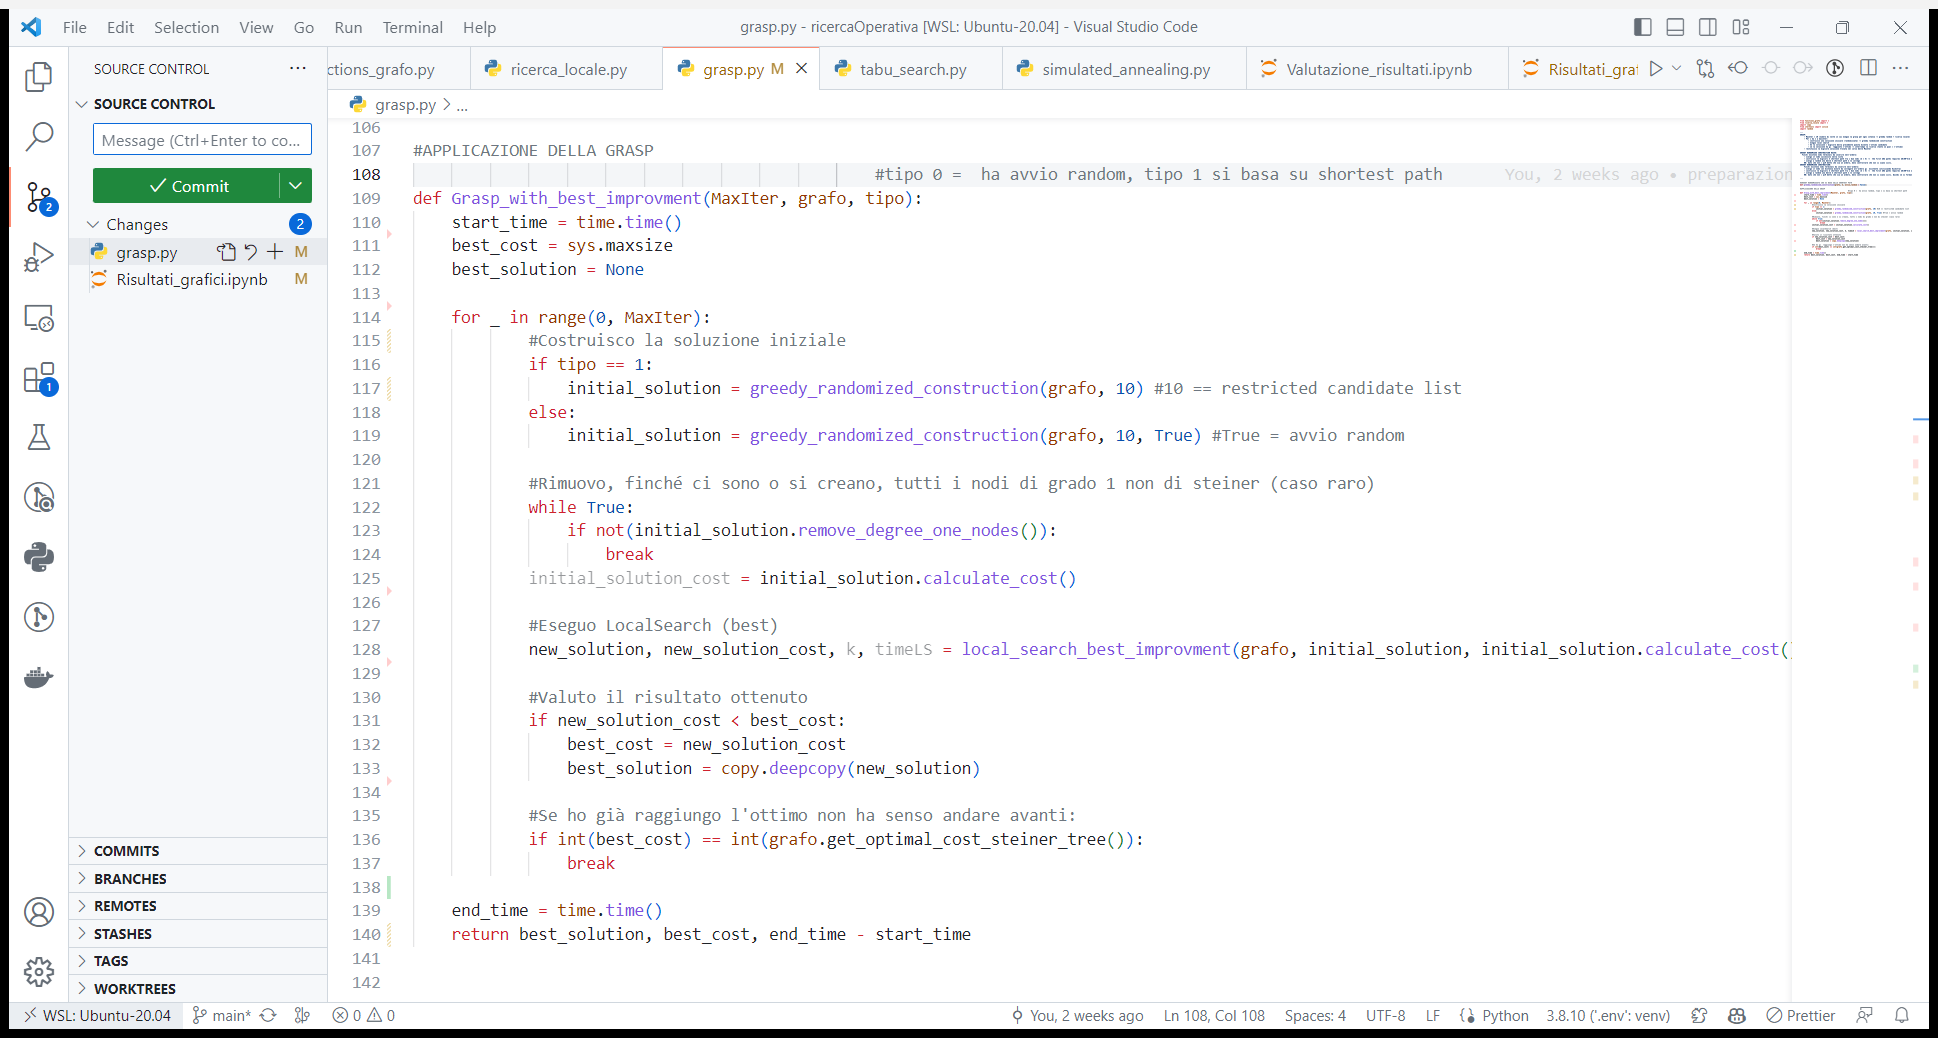 File Edit Selection View Go Run Terminal Help
grasp.py - ricercaOperativa [WSL: Ubuntu-20.04] - Visual Studio Code
SOURCE CONTROL
ctions_grafo.py
ricerca_locale.py
grasp.py M
tabu_search.py
simulated_annealing.py
Valutazione_risultati.ipynb
Risultati_graf
SOURCE CONTROL
Message (Ctrl+Enter to co...
Commit
Changes 2
grasp.py M
Risultati_grafici.ipynb M
2
1
COMMITS
BRANCHES
REMOTES
STASHES
TAGS
WORKTREES
grasp.py > ...
106
107 #APPLICAZIONE DELLA GRASP
108 #tipo 0 =  ha avvio random, tipo 1 si basa su shortest path You, 2 weeks ago • preparazion
109 def Grasp_with_best_improvment(MaxIter, grafo, tipo):
110 start_time = time.time()
111 best_cost = sys.maxsize
112 best_solution = None
113
114 for _ in range(0, MaxIter):
115 #Costruisco la soluzione iniziale
116 if tipo == 1:
117 initial_solution = greedy_randomized_construction(grafo, 10) #10 == restricted candidate list
118 else:
119 initial_solution = greedy_randomized_construction(grafo, 10, True) #True = avvio random
120
121 #Rimuovo, finché ci sono o si creano, tutti i nodi di grado 1 non di steiner (caso raro)
122 while True:
123 if not(initial_solution.remove_degree_one_nodes()):
124 break
125 initial_solution_cost = initial_solution.calculate_cost()
126
127 #Eseguo LocalSearch (best)
128 new_solution, new_solution_cost, k, timeLS = local_search_best_improvment(grafo, initial_solution, initial_solution.calculate_cost(
129
130 #Valuto il risultato ottenuto
131 if new_solution_cost < best_cost:
132 best_cost = new_solution_cost
133 best_solution = copy.deepcopy(new_solution)
134
135 #Se ho già raggiungo l'ottimo non ha senso andare avanti:
136 if int(best_cost) == int(grafo.get_optimal_cost_steiner_tree()):
137 break
138
139 end_time = time.time()
140 return best_solution, best_cost, end_time - start_time
141
142
WSL: Ubuntu-20.04 main* 0 0 You, 2 weeks ago Ln 108, Col 108 Spaces: 4 UTF-8 LF Python 3.8.10 ('.env': venv) Prettier